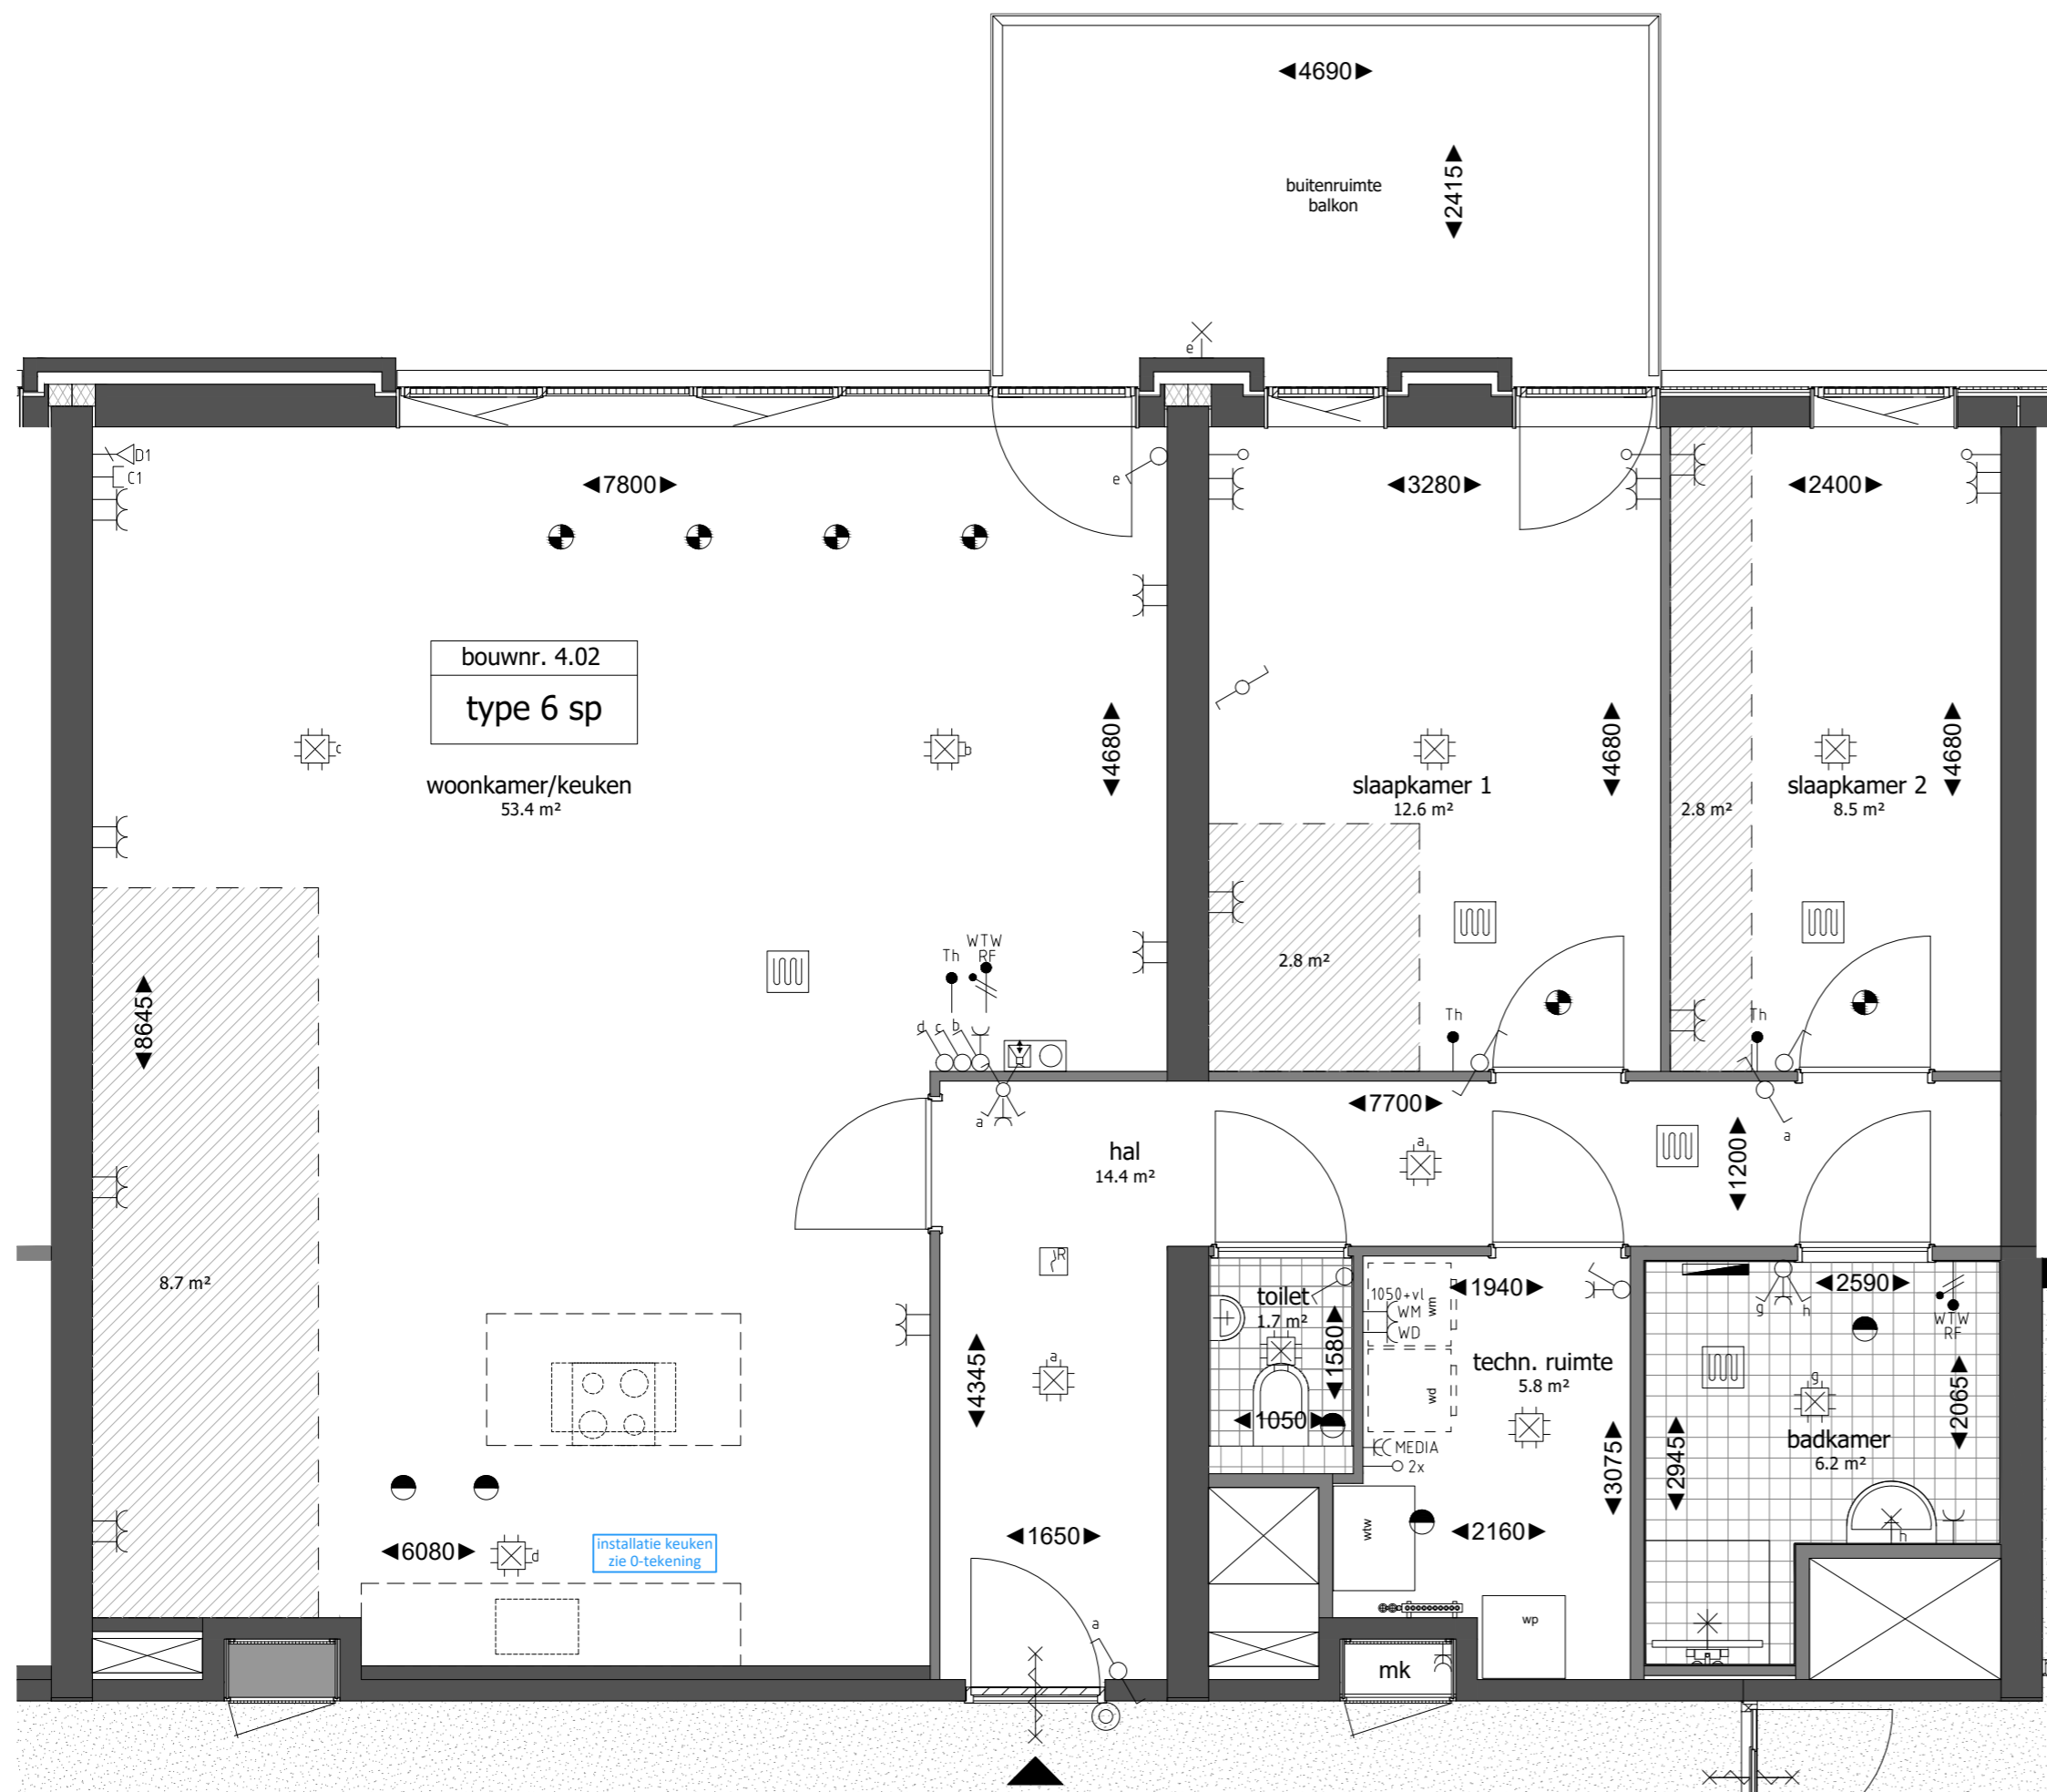 4690
buitenruimte
balkon
2415
e
D1
C1
7800
e
3280
2400
bouwnr. 4.02
type 6 sp
c
b
4680
4680
4680
woonkamer/keuken
53.4 m²
slaapkamer 1
12.6 m²
2.8 m²
slaapkamer 2
8.5 m²
2.8 m²
Th
WTW
RF
8645
d c b
Th
Th
a
7700
a
hal
14.4 m²
a
1200
R
8.7 m²
toilet
1.7 m²
1580
1050
1050+vl
WM
WD
wm
wd
1940
2590
g
h
WTW
RF
techn. ruimte
5.8 m²
4345
a
g
2065
badkamer
6.2 m²
2945
3075
MEDIA
2x
wtw
2160
h
6080
d
installatie keuken
zie 0-tekening
1650
a
wp
mk